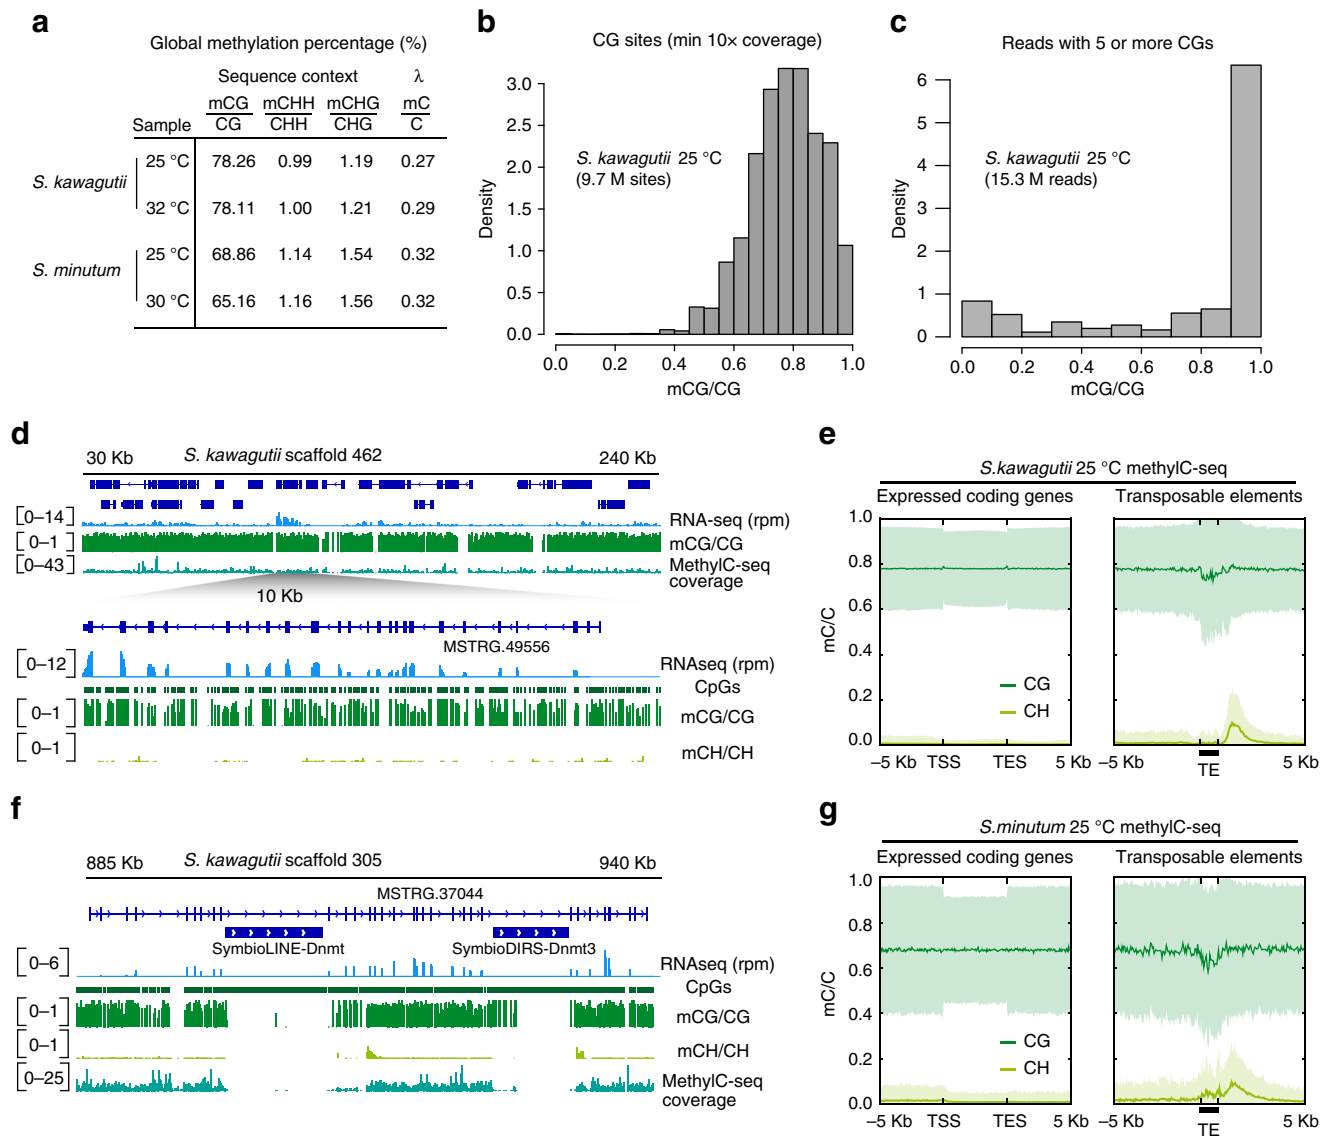 a
Global methylation percentage (%)
Sequence context λ
mCG mCHH mCHG mC
Sample CG CHH CHG C
S. kawagutii
25 °C 78.26 0.99 1.19 0.27
32 °C 78.11 1.00 1.21 0.29
S. minutum
25 °C 68.86 1.14 1.54 0.32
30 °C 65.16 1.16 1.56 0.32
b
CG sites (min 10× coverage)
S. kawagutii 25 °C
(9.7 M sites)
Density
3.0
2.5
2.0
1.5
1.0
0.5
0.0
0.0 0.2 0.4 0.6 0.8 1.0
mCG/CG
c
Reads with 5 or more CGs
S. kawagutii 25 °C
(15.3 M reads)
Density
6
5
4
3
2
1
0
0.0 0.2 0.4 0.6 0.8 1.0
mCG/CG
d
30 Kb S. kawagutii scaffold 462 240 Kb
0–14 RNA-seq (rpm)
0–1 mCG/CG
0–43 MethylC-seq
coverage
10 Kb
MSTRG.49556
0–12 RNAseq (rpm)
CpGs
0–1 mCG/CG
0–1 mCH/CH
e
S.kawagutii 25 °C methylC-seq
Expressed coding genes Transposable elements
mC/C
1.0
0.8
0.6
0.4
0.2
0.0
CG
CH
–5 Kb TSS TES 5 Kb
–5 Kb TE 5 Kb
f
885 Kb S. kawagutii scaffold 305 940 Kb
MSTRG.37044
SymbioLINE-Dnmt SymbioDIRS-Dnmt3
0–6 RNAseq (rpm)
CpGs
0–1 mCG/CG
0–1 mCH/CH
0–25 MethylC-seq
coverage
g
S.minutum 25 °C methylC-seq
Expressed coding genes Transposable elements
mC/C
1.0
0.8
0.6
0.4
0.2
0.0
CG
CH
–5 Kb TSS TES 5 Kb
–5 Kb TE 5 Kb